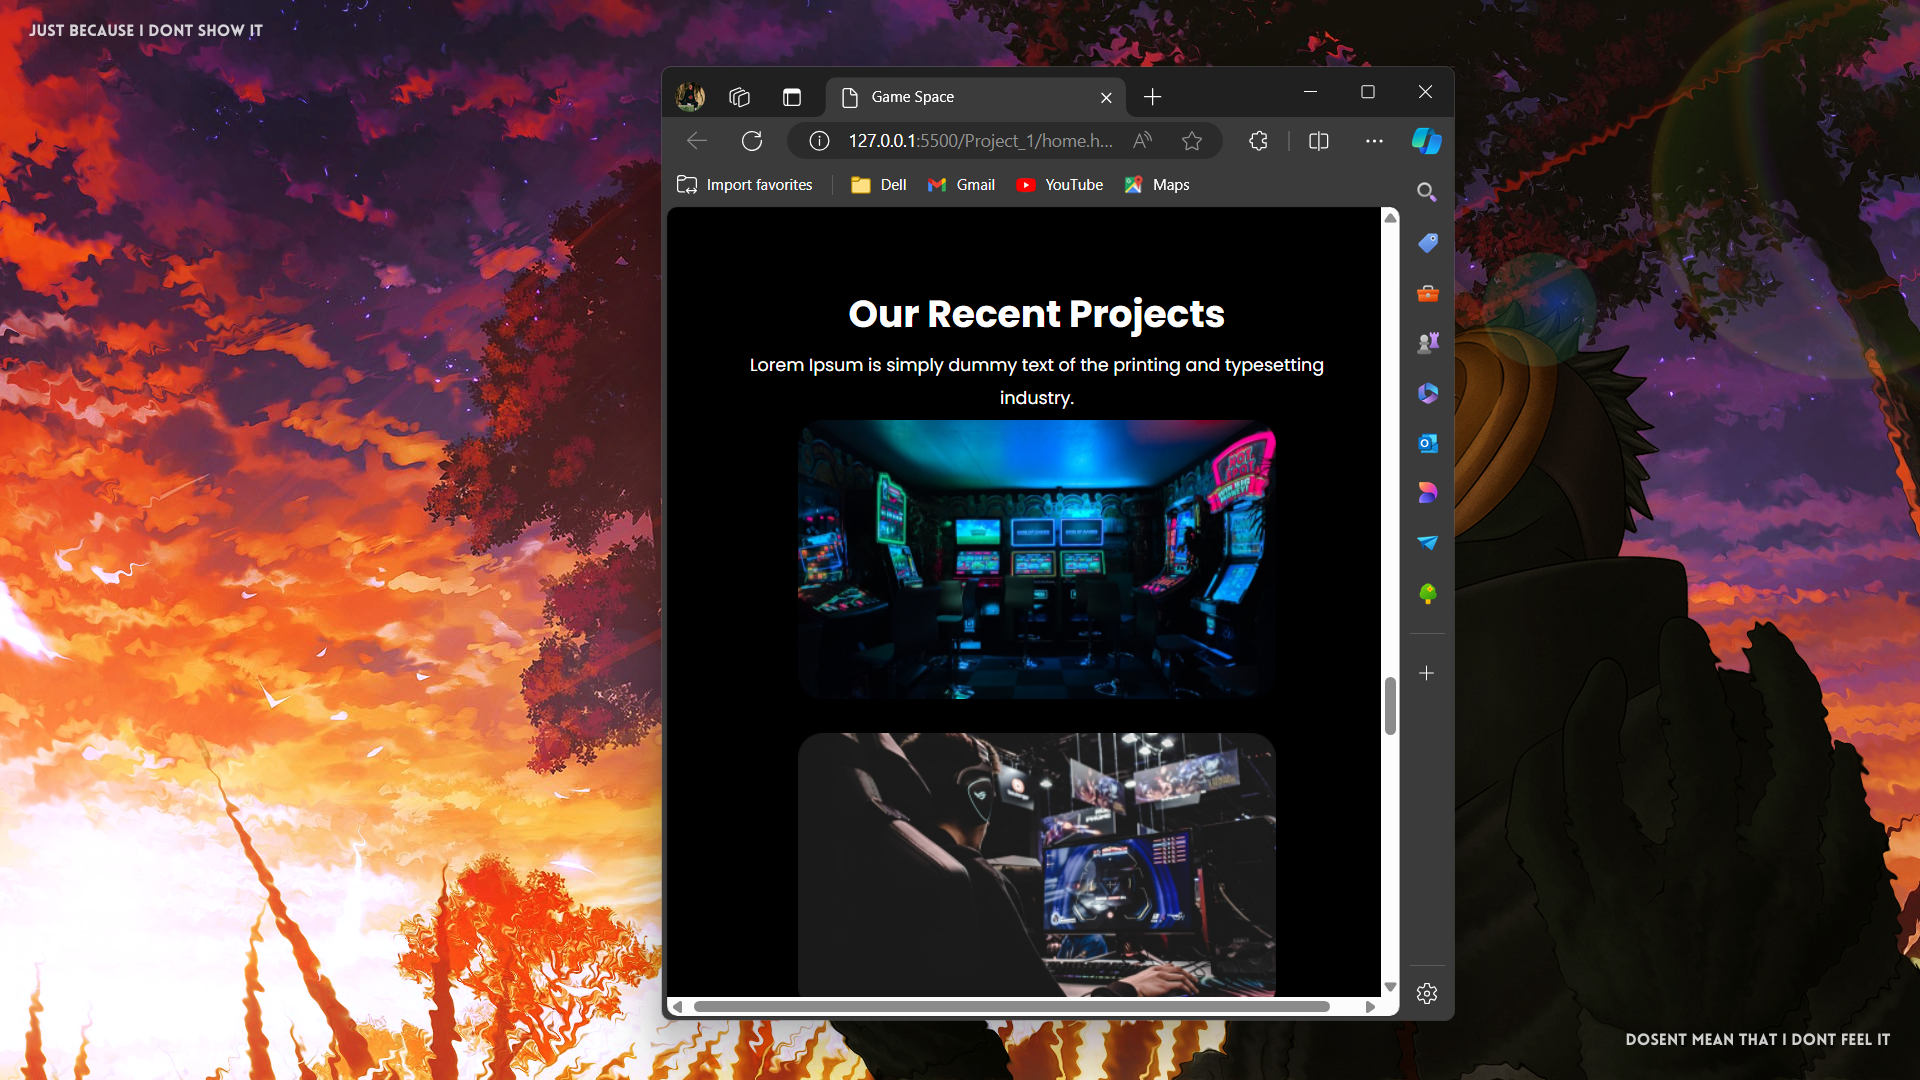 JUST BECAUSE I DONT SHOW IT
Game Space
127.0.0.1:5500/Project_1/home.h...
Import favorites
Dell
Gmail
YouTube
Maps
Our Recent Projects
Lorem Ipsum is simply dummy text of the printing and typesetting
industry.
DOSENT MEAN THAT I DONT FEEL IT